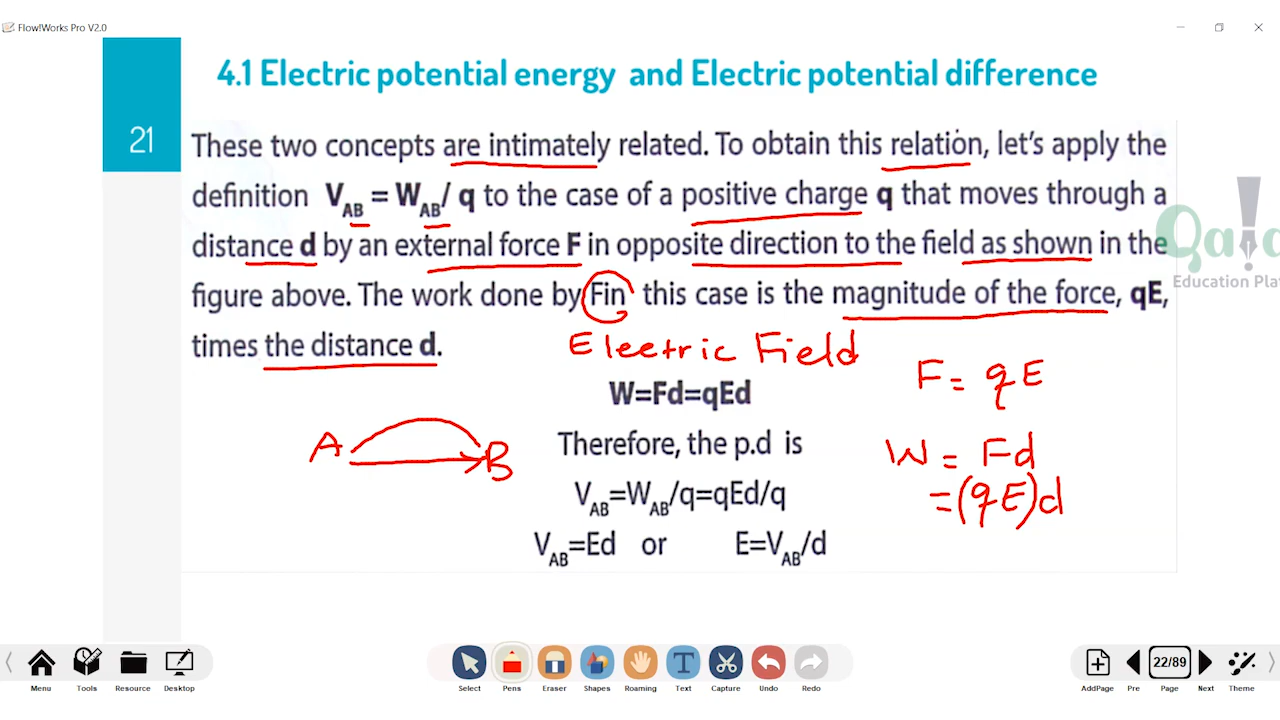 Flow!Works Pro V2.0
4.1 Electric potential energy and Electric potential difference
21
These two concepts are intimately related. To obtain this relation, let's apply the
definition V_AB = W_AB/ q to the case of a positive charge q that moves through a
distance d by an external force F in opposite direction to the field as shown in the
figure above. The work done by Fin this case is the magnitude of the force, qE,
times the distance d.
Electric Field
F = qE
W=Fd=qEd
A B
Therefore, the p.d is
W = Fd
V_AB=W_AB/q=qEd/q
=(qE)d
V_AB=Ed or E=V_AB/d
Education Pla
Menu Tools Resource Desktop Select Pens Eraser Shapes Roaming Text Capture Undo Redo AddPage Pre 22/89 Page Next Theme